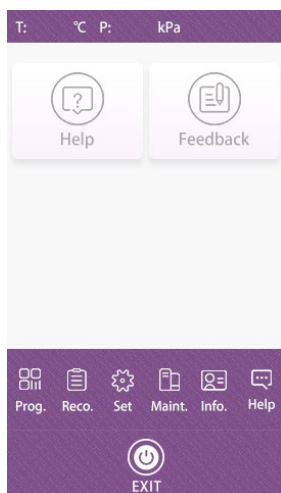 T: ℃ P: kPa
Help Feedback
Prog. Reco. Set Maint. Info. Help
EXIT